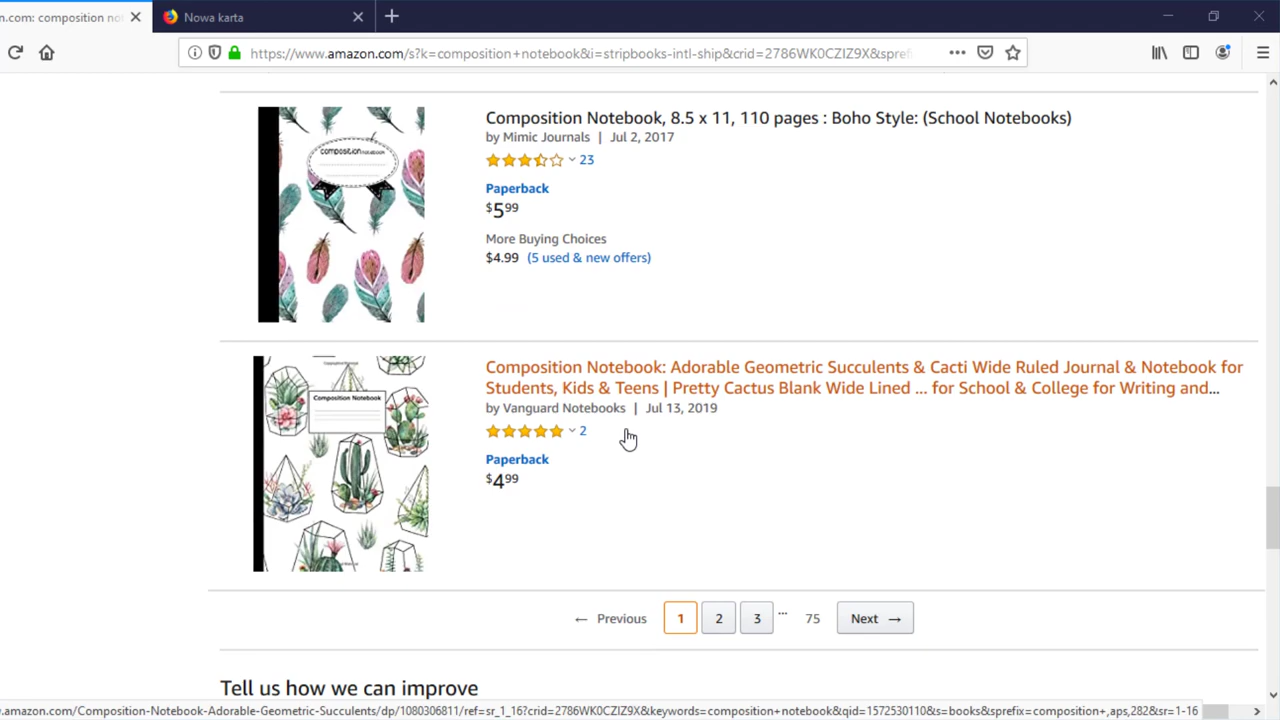 n.com: composition no
Nowa karta
https://www.amazon.com/s?k=composition+notebook&i=stripbooks-intl-ship&crid=2786WK0CZIZ9X&sprefi
composition notebook
Composition Notebook, 8.5 x 11, 110 pages : Boho Style: (School Notebooks)
by Mimic Journals | Jul 2, 2017
23
Paperback
$5.99
More Buying Choices
$4.99 (5 used & new offers)
Composition Notebook
Composition Notebook: Adorable Geometric Succulents & Cacti Wide Ruled Journal & Notebook for
Students, Kids & Teens | Pretty Cactus Blank Wide Lined ... for School & College for Writing and...
by Vanguard Notebooks | Jul 13, 2019
2
Paperback
$4.99
← Previous 1 2 3 ... 75 Next →
Tell us how we can improve
w.amazon.com/Composition-Notebook-Adorable-Geometric-Succulents/dp/1080306811/ref=sr_1_16?crid=2786WK0CZIZ9X&keywords=composition+notebook&qid=1572530110&s=books&sprefix=composition+,aps,282&sr=1-16